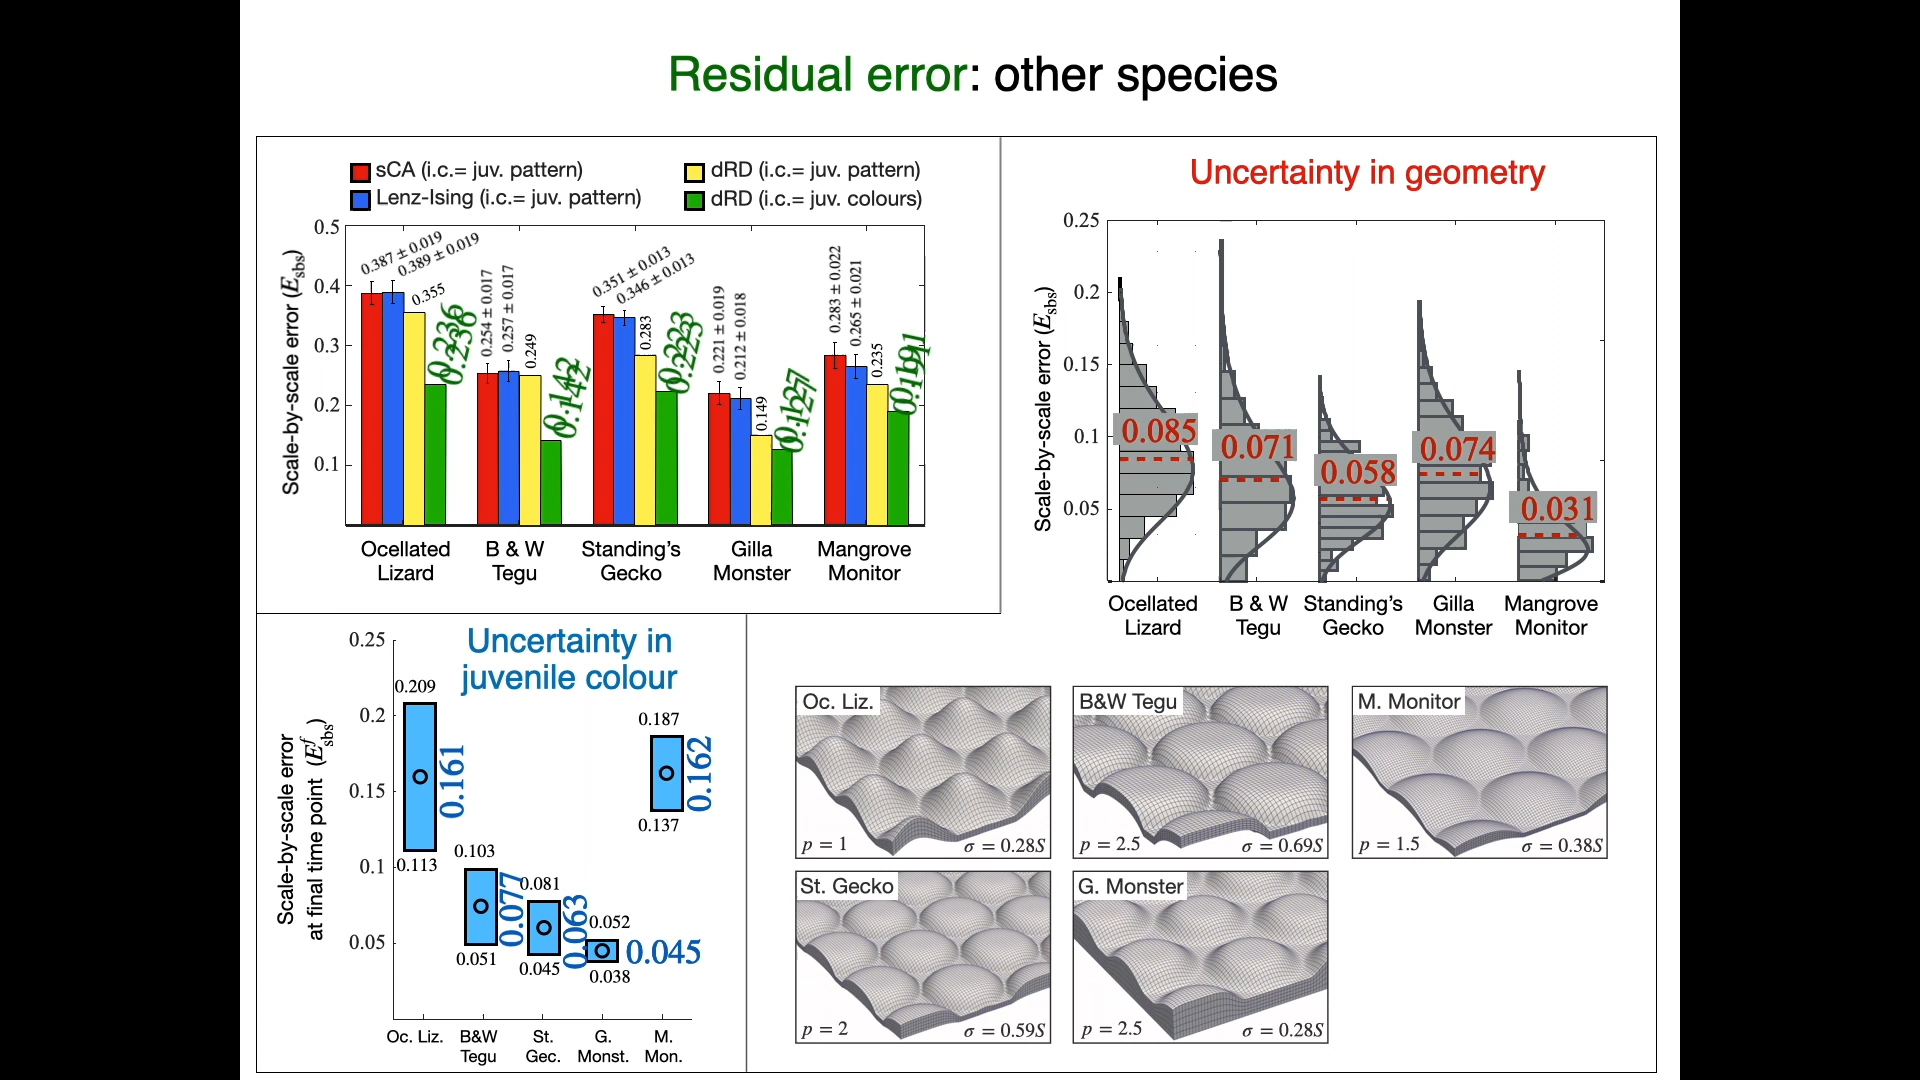 Residual error: other species
sCA (i.c.= juv. pattern)
Lenz-Ising (i.c.= juv. pattern)
dRD (i.c.= juv. pattern)
dRD (i.c.= juv. colours)
Scale-by-scale error (Esbs)
0.5
0.4
0.3
0.2
0.1
0.387 ± 0.019
0.389 ± 0.019
0.355
0.236
0.236
0.254 ± 0.017
0.257 ± 0.017
0.249
0.142
0.142
0.351 ± 0.013
0.346 ± 0.013
0.283
0.223
0.223
0.221 ± 0.019
0.212 ± 0.018
0.149
0.127
0.127
0.283 ± 0.022
0.265 ± 0.021
0.235
0.191
0.191
Ocellated
Lizard
B & W
Tegu
Standing's
Gecko
Gilla
Monster
Mangrove
Monitor
Uncertainty in geometry
Scale-by-scale error (Esbs)
0.25
0.2
0.15
0.1
0.05
0.085
0.071
0.058
0.074
0.031
Ocellated
Lizard
B & W
Tegu
Standing's
Gecko
Gilla
Monster
Mangrove
Monitor
Uncertainty in
juvenile colour
Scale-by-scale error
at final time point (E^f sbs)
0.25
0.2
0.15
0.1
0.05
0.209
0.161
0.113
0.103
0.077
0.051
0.081
0.063
0.045
0.052
0.045
0.038
0.187
0.162
0.137
Oc. Liz.
B&W
Tegu
St.
Gec.
G.
Monst.
M.
Mon.
Oc. Liz.
p = 1
σ = 0.28S
B&W Tegu
p = 2.5
σ = 0.69S
M. Monitor
p = 1.5
σ = 0.38S
St. Gecko
p = 2
σ = 0.59S
G. Monster
p = 2.5
σ = 0.28S